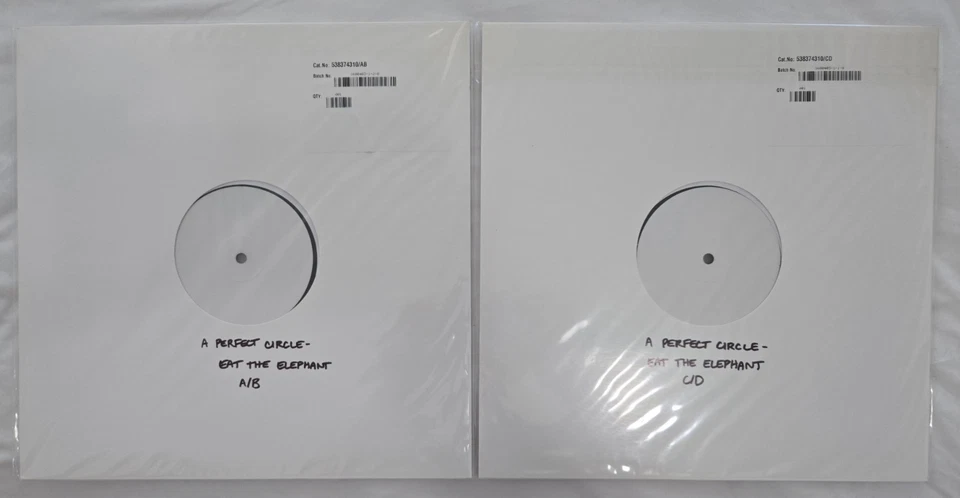 Cat.No: 538374310/AB
Batch No
QTY
A PERFECT CIRCLE-
EAT THE ELEPHANT
A/B
Cat.No: 538374310/CD
Batch No.
QTY
A PERFECT CIRCLE-
EAT THE ELEPHANT
C/D